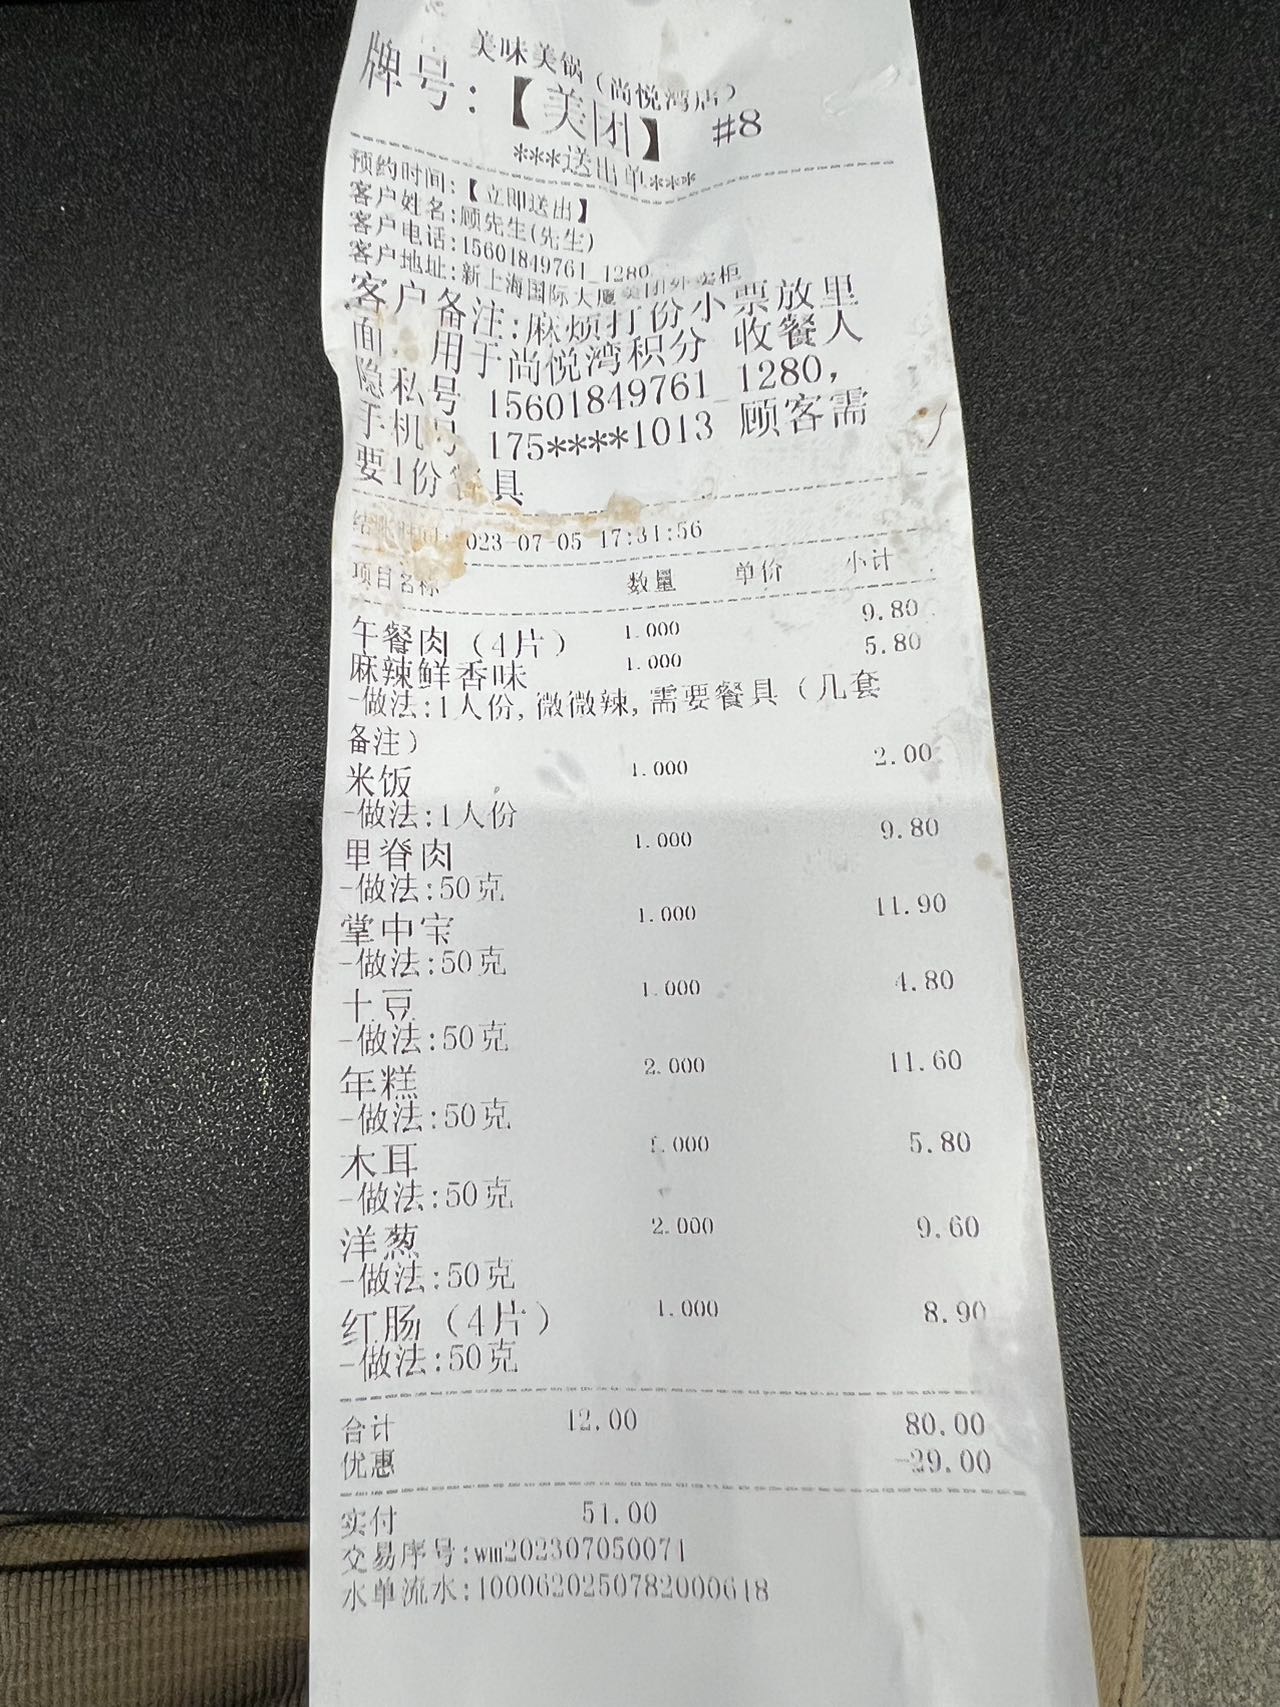 美味美锅（尚悦湾店）
牌号:【美团】 #8
***送出单***
预约时间:【立即送出】
客户姓名:顾先生(先生)
客户电话:15601849761_1280
客户地址:新上海国际大厦美团外卖柜
客户备注:麻烦打份小票放里
面，用于尚悦湾积分 收餐人
隐私号 15601849761_1280,
手机号 175****1013 顾客需
要1份餐具
结账时间:2023-07-05 17:31:56
项目名称 数量 单价 小计
午餐肉（4片） 1.000 9.80
麻辣鲜香味 1.000 5.80
-做法:1人份,微微辣,需要餐具（几套
备注）
米饭 1.000 2.00
-做法:1人份
里脊肉 1.000 9.80
-做法:50克
掌中宝 1.000 11.90
-做法:50克
土豆 1.000 4.80
-做法:50克
年糕 2.000 11.60
-做法:50克
木耳 1.000 5.80
-做法:50克
洋葱 2.000 9.60
-做法:50克
红肠（4片） 1.000 8.90
-做法:50克
合计 12.00 80.00
优惠 -29.00
实付 51.00
交易序号:wm202307050071
水单流水:1000620250782000618